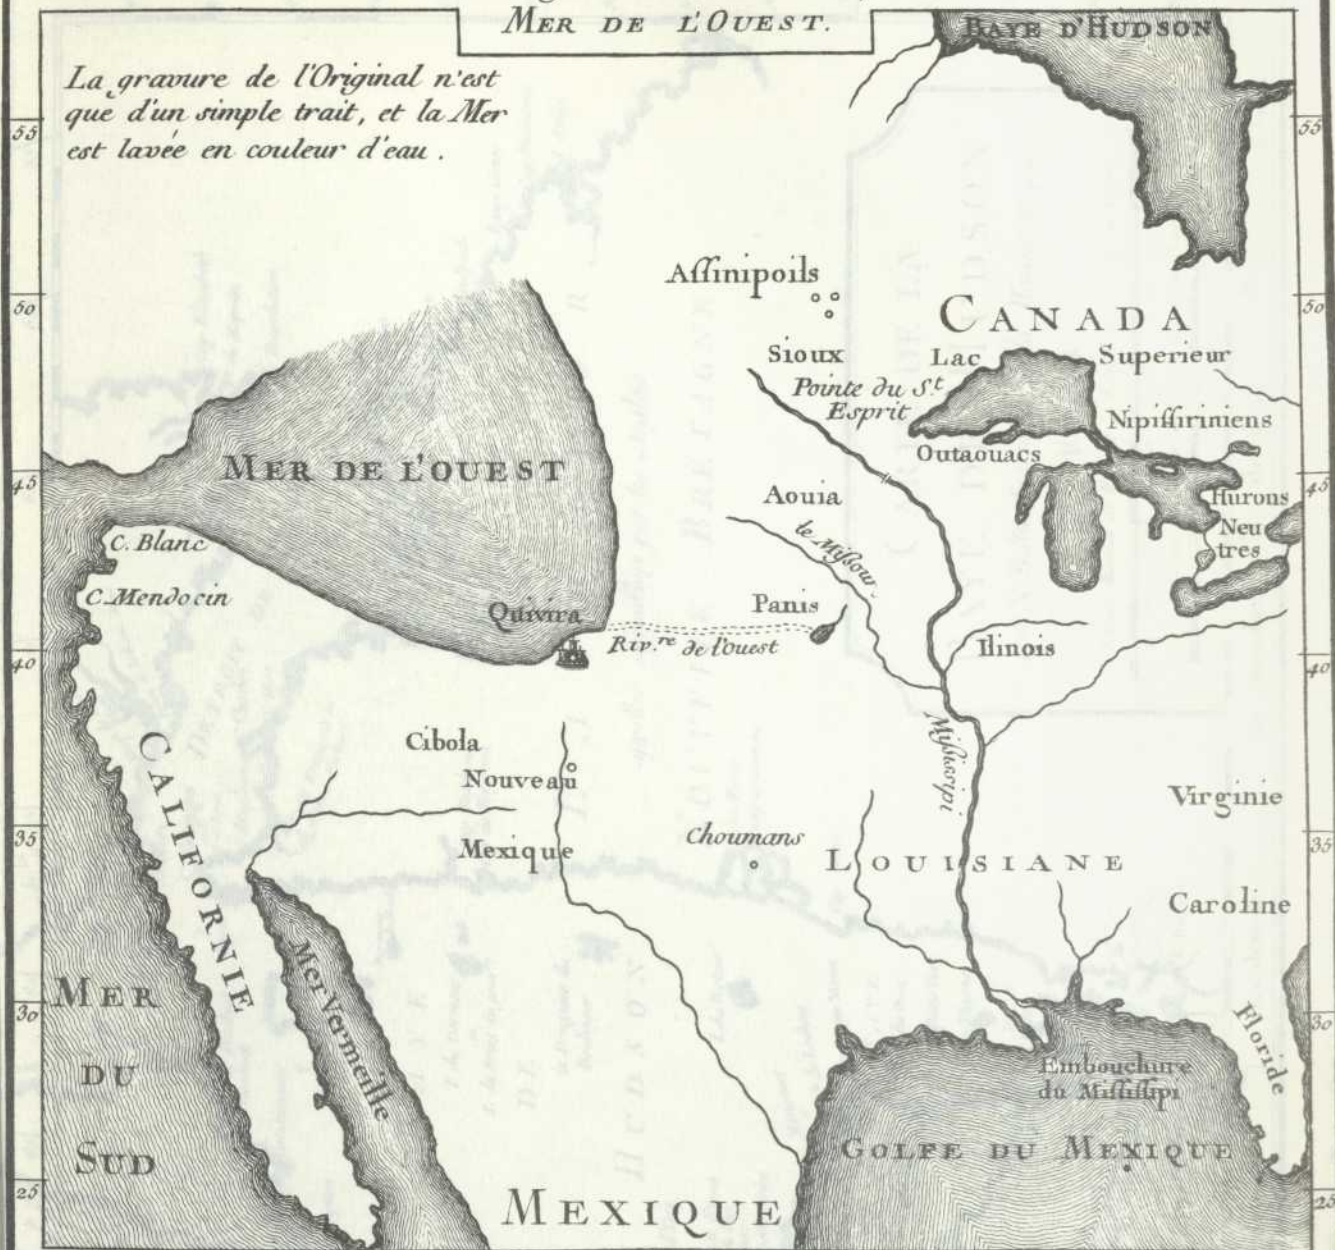 MER DE L'OUEST.
BAYE D'HUDSON
La gravure de l'Original n'est
que d'un simple trait, et la Mer
est lavée en couleur d'eau.
55
55
Assinipoils
50
CANADA
50
Sioux
Lac Superieur
Pointe du S.t
Esprit
Nipissiriniens
Outaouacs
MER DE L'OUEST
45
45
Aouia
Hurons
Neu
tres
le Missour.
C. Blanc
C. Mendocin
Quivira
Panis
Riv.re de l'ouest
Ilinois
40
40
Missisipi
CALIFORNIE
Cibola
Nouveau
Mexique
Virginie
35
35
Choumans
LOUISIANE
Caroline
MER
DU
SUD
Mer Vermeille
30
30
Floride
Embouchure
du Missisipi
GOLFE DU MEXIQUE
25
25
MEXIQUE